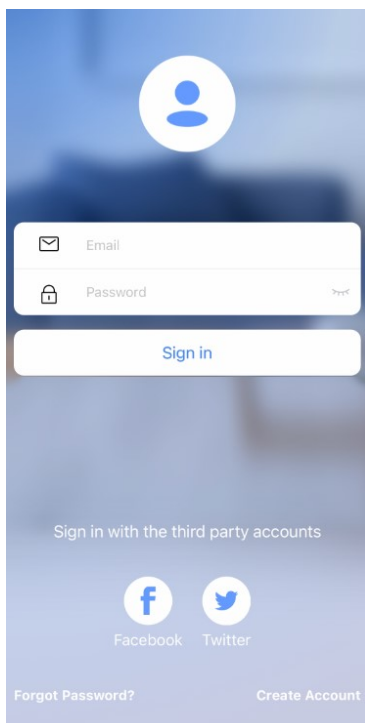 Email
Password
Sign in
Sign in with the third party accounts
Facebook Twitter
Forgot Password? Create Account